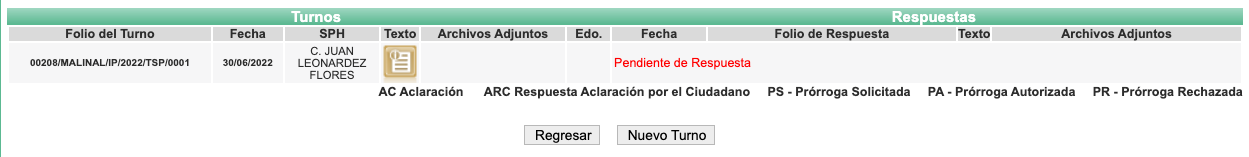 Turnos Respuestas
Folio del Turno Fecha SPH Texto Archivos Adjuntos Edo. Fecha Folio de Respuesta Texto Archivos Adjuntos
00208/MALINAL/IP/2022/TSP/0001 30/06/2022 C. JUAN
LEONARDEZ
FLORES
Pendiente de Respuesta
AC Aclaración ARC Respuesta Aclaración por el Ciudadano PS - Prórroga Solicitada PA - Prórroga Autorizada PR - Prórroga Rechazada
Regresar Nuevo Turno